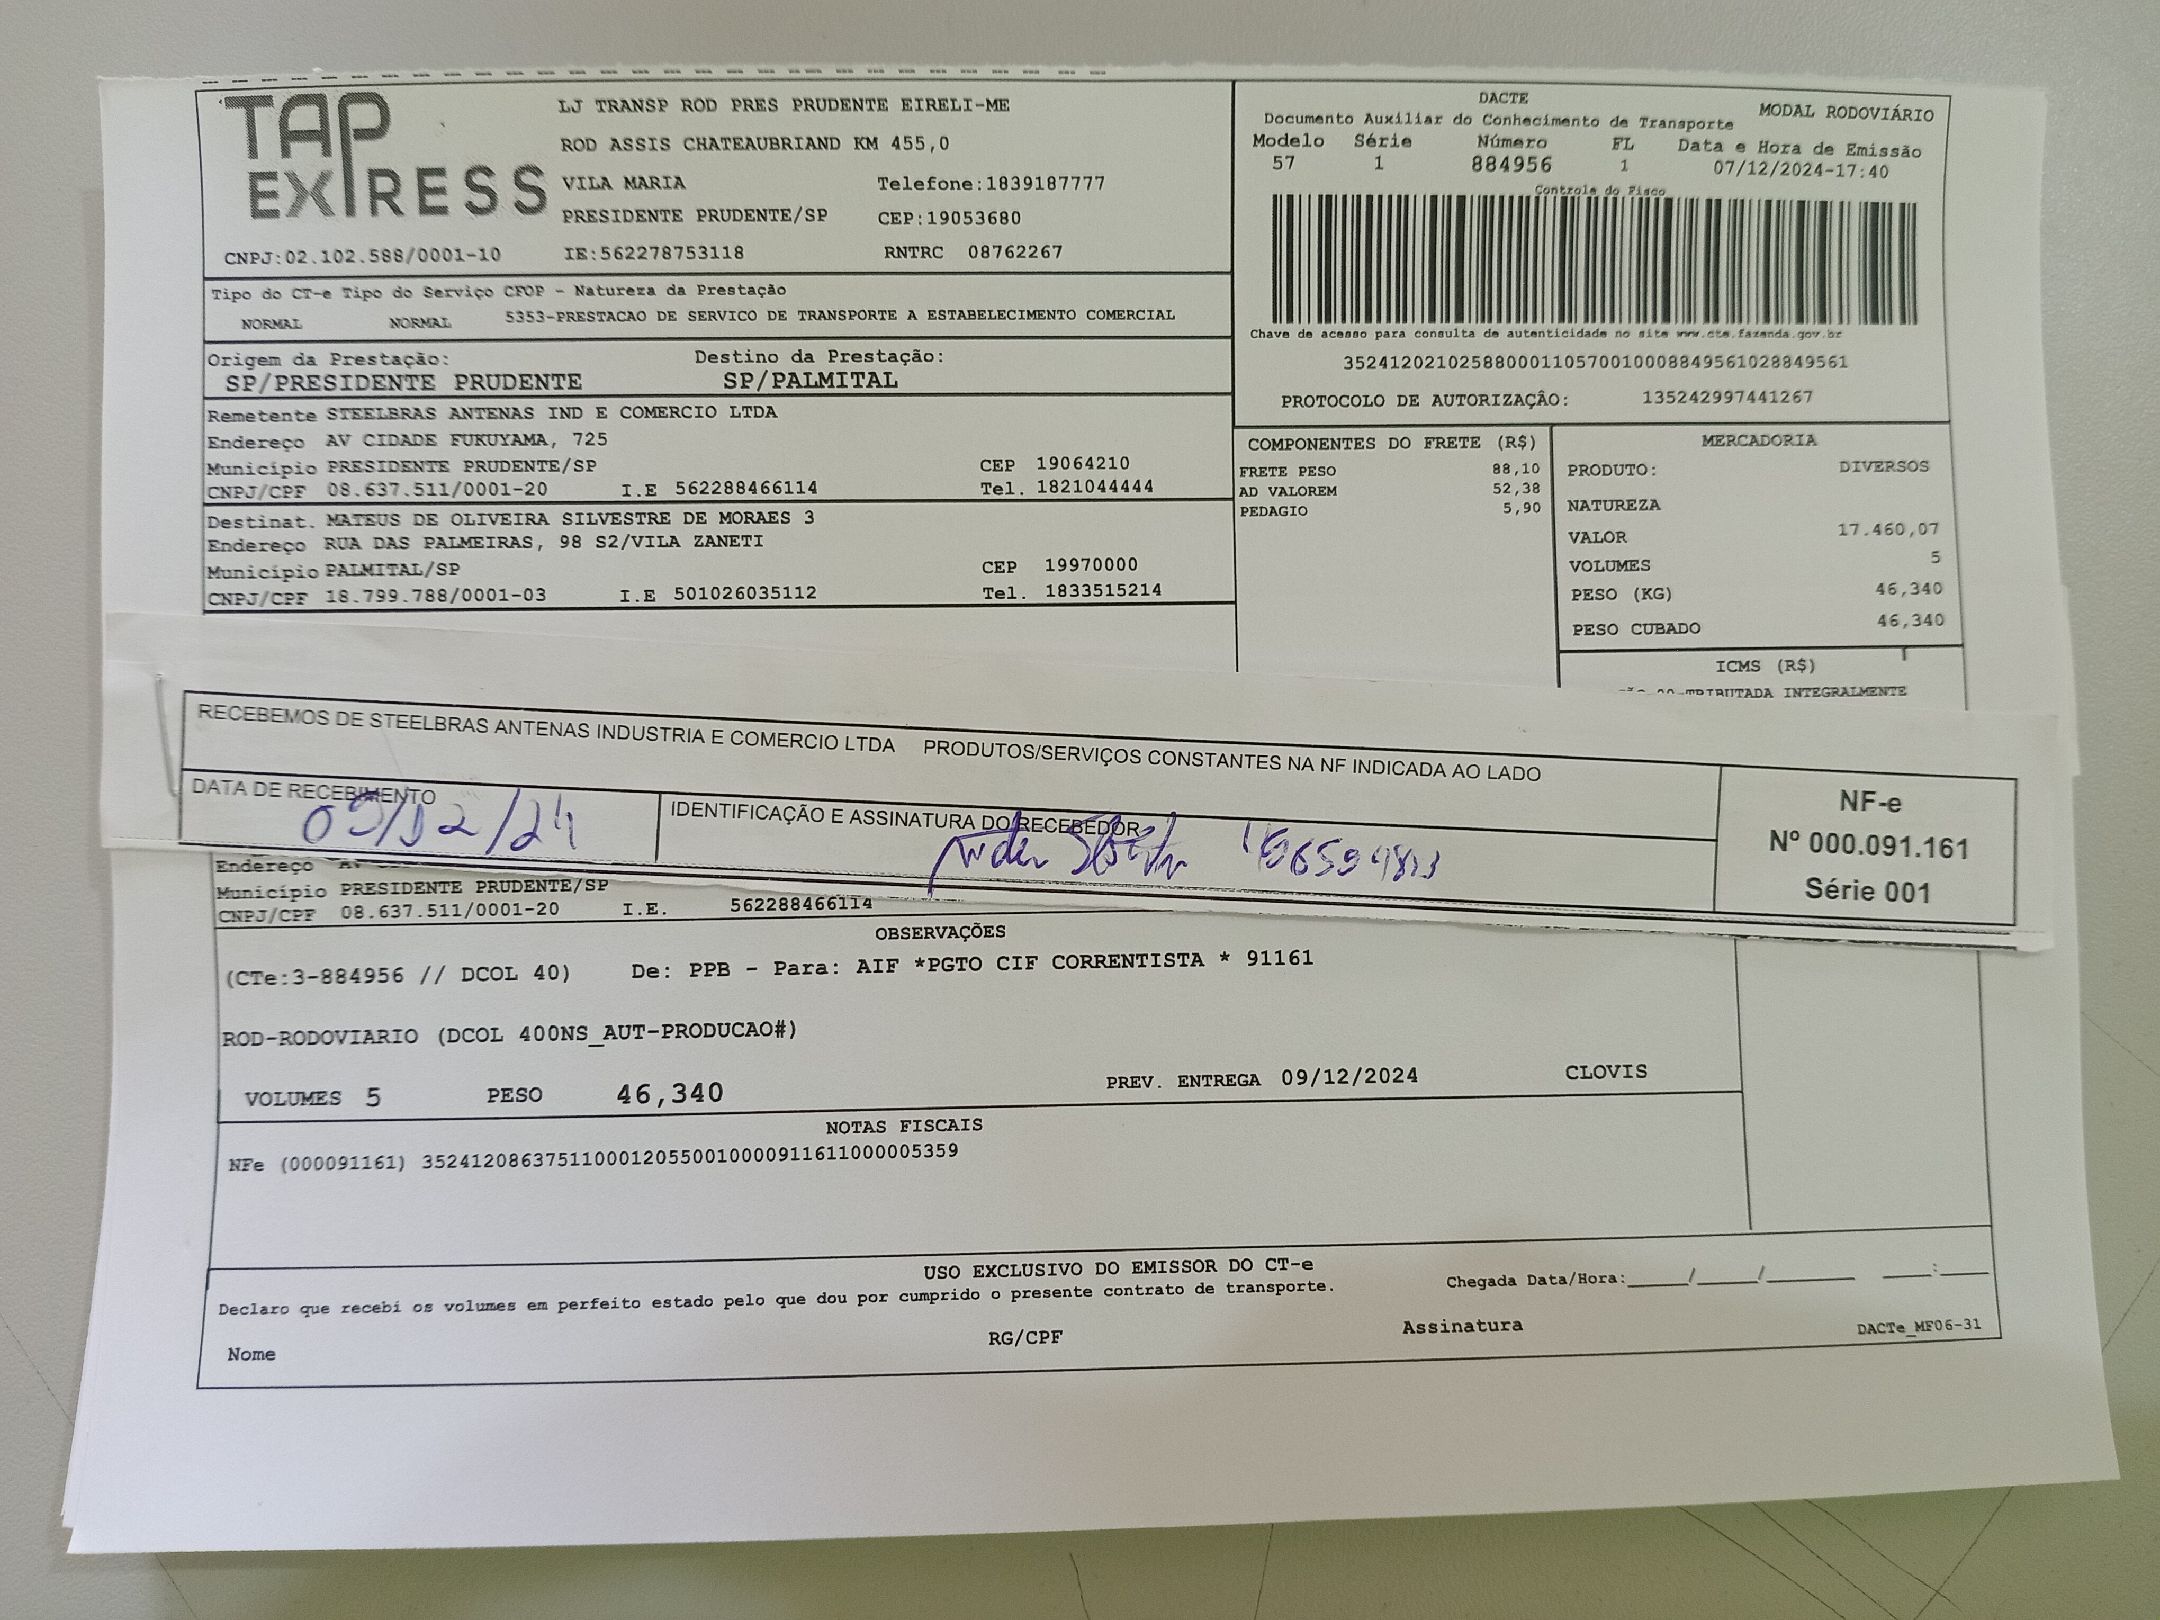 TAP EXPRESS
LJ TRANSP ROD PRES PRUDENTE EIRELI-ME
ROD ASSIS CHATEAUBRIAND KM 455,0
VILA MARIA Telefone:1839187777
PRESIDENTE PRUDENTE/SP CEP:19053680
CNPJ:02.102.588/0001-10 IE:562278753118 RNTRC 08762267
DACTE
MODAL RODOVIÁRIO
Documento Auxiliar do Conhecimento de Transporte
Modelo Série Número FL Data e Hora de Emissão
57 1 884956 1 07/12/2024-17:40
Controle do Fisco
Chave de acesso para consulta de autenticidade no site www.cte.fazenda.gov.br
35241202102588000110570010008849561028849561
PROTOCOLO DE AUTORIZAÇÃO: 135242997441267
Tipo do CT-e Tipo do Serviço CFOP - Natureza da Prestação
NORMAL NORMAL 5353-PRESTACAO DE SERVICO DE TRANSPORTE A ESTABELECIMENTO COMERCIAL
Origem da Prestação: Destino da Prestação:
SP/PRESIDENTE PRUDENTE SP/PALMITAL
Remetente STEELBRAS ANTENAS IND E COMERCIO LTDA
Endereço AV CIDADE FUKUYAMA, 725
Município PRESIDENTE PRUDENTE/SP CEP 19064210
CNPJ/CPF 08.637.511/0001-20 I.E 562288466114 Tel. 1821044444
Destinat. MATEUS DE OLIVEIRA SILVESTRE DE MORAES 3
Endereço RUA DAS PALMEIRAS, 98 S2/VILA ZANETI
Município PALMITAL/SP CEP 19970000
CNPJ/CPF 18.799.788/0001-03 I.E 501026035112 Tel. 1833515214
COMPONENTES DO FRETE (R$)
FRETE PESO 88,10
AD VALOREM 52,38
PEDAGIO 5,90
MERCADORIA
PRODUTO: DIVERSOS
NATUREZA
VALOR 17.460,07
VOLUMES 5
PESO (KG) 46,340
PESO CUBADO 46,340
ICMS (R$)
TRIBUTADA INTEGRALMENTE
RECEBEMOS DE STEELBRAS ANTENAS INDUSTRIA E COMERCIO LTDA PRODUTOS/SERVIÇOS CONSTANTES NA NF INDICADA AO LADO
DATA DE RECEBIMENTO
09/12/24
IDENTIFICAÇÃO E ASSINATURA DO RECEBEDOR
NF-e
Nº 000.091.161
Série 001
Endereço AV
Município PRESIDENTE PRUDENTE/SP
CNPJ/CPF 08.637.511/0001-20 I.E. 562288466114
OBSERVAÇÕES
(CTe:3-884956 // DCOL 40) De: PPB - Para: AIF *PGTO CIF CORRENTISTA * 91161
ROD-RODOVIARIO (DCOL 400NS_AUT-PRODUCAO#)
VOLUMES 5 PESO 46,340 PREV. ENTREGA 09/12/2024 CLOVIS
NOTAS FISCAIS
NFe (000091161) 35241208637511000120550010000911611000005359
USO EXCLUSIVO DO EMISSOR DO CT-e
Declaro que recebi os volumes em perfeito estado pelo que dou por cumprido o presente contrato de transporte.
Chegada Data/Hora:_____/_____/_______ ____:____
Nome RG/CPF Assinatura
DACTe_MF06-31